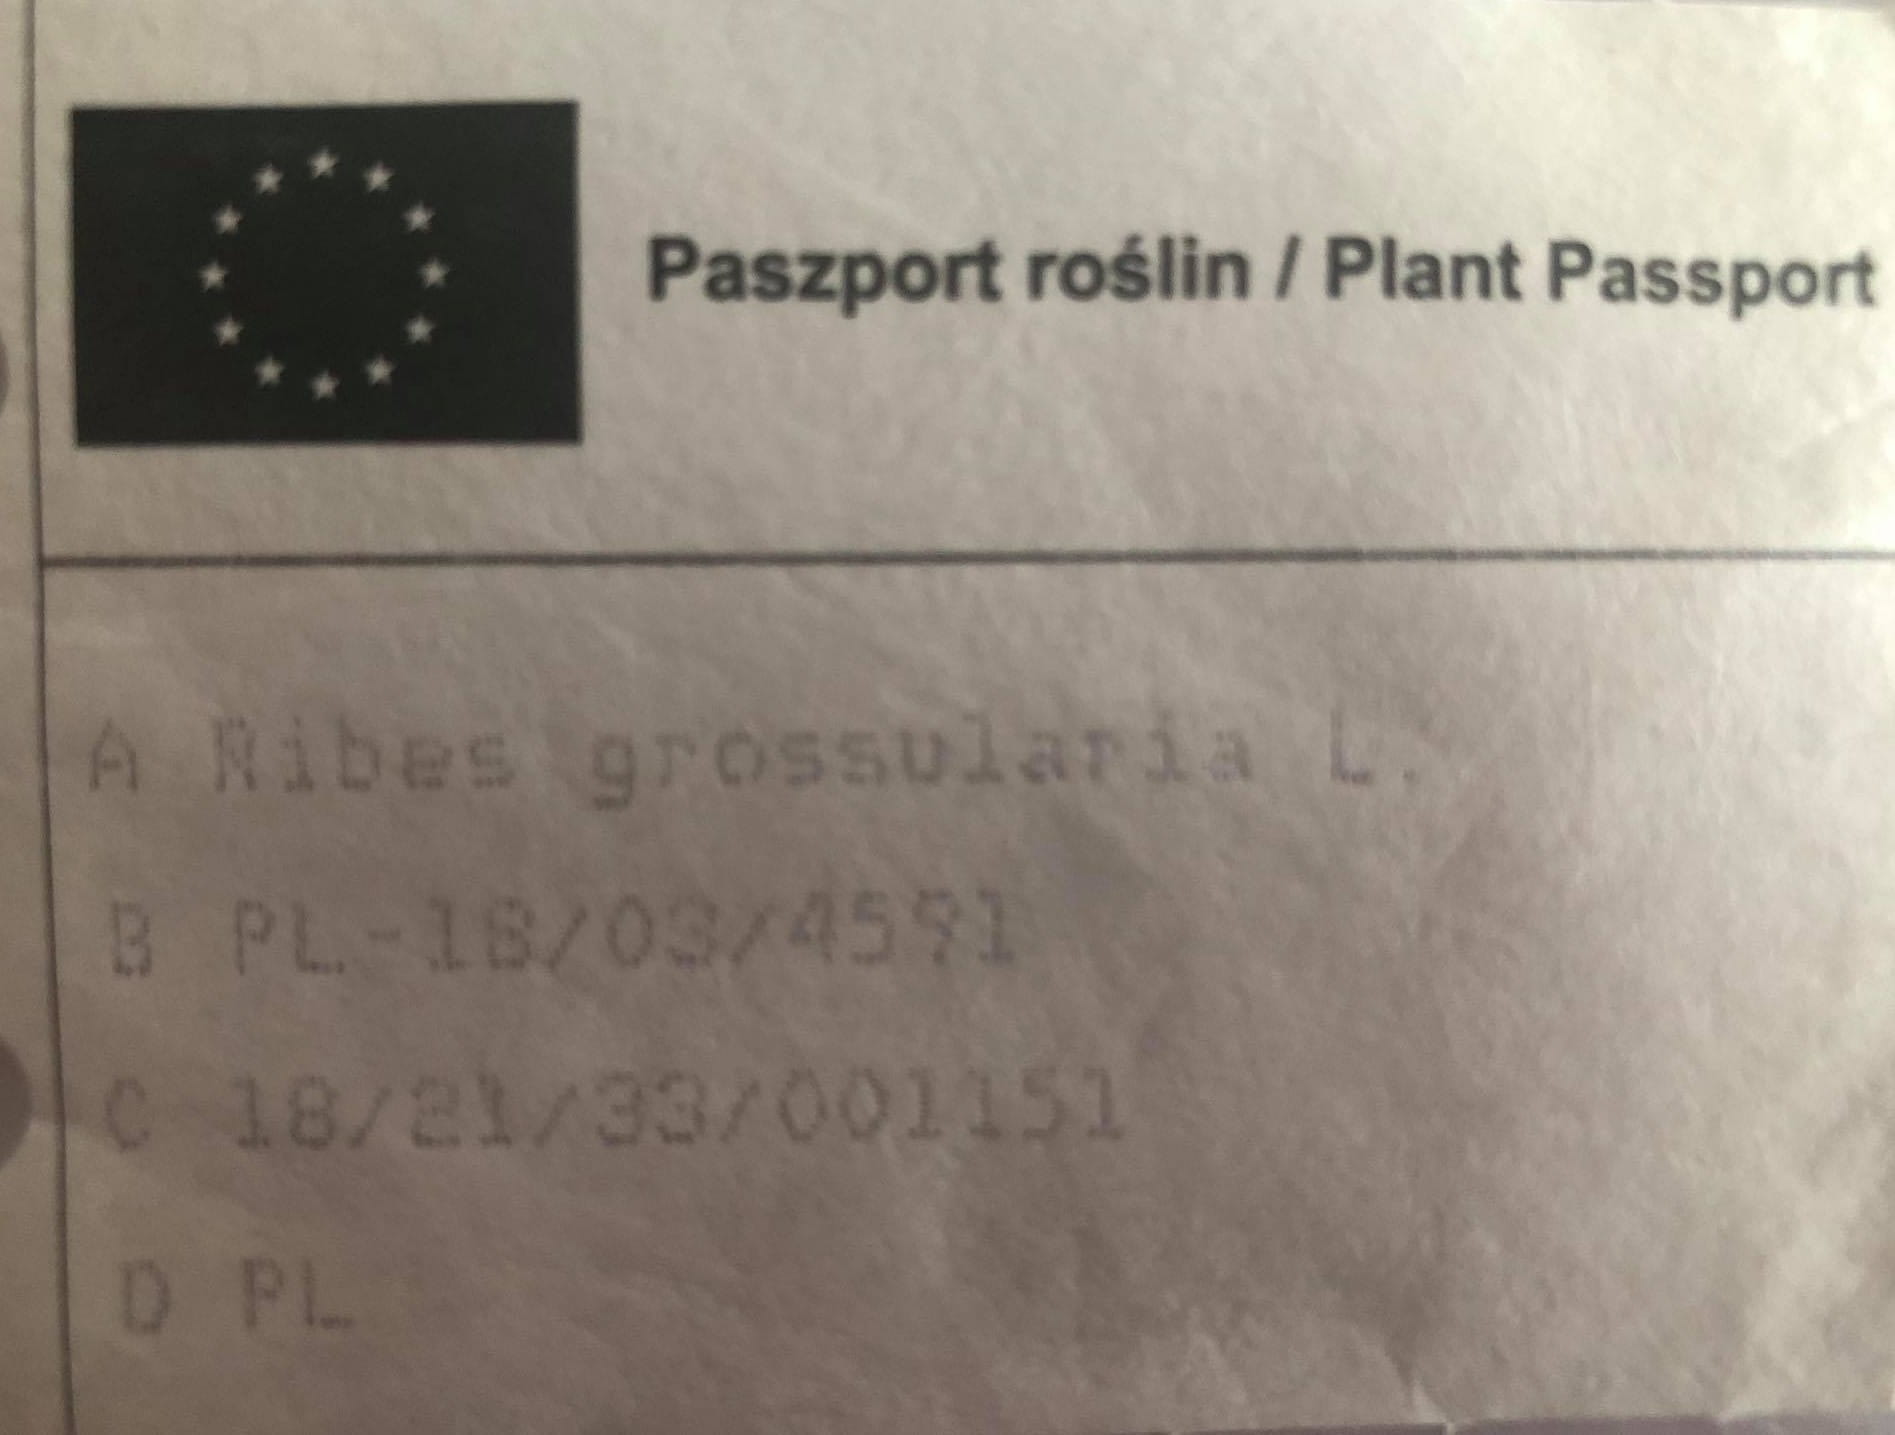 Paszport roślin / Plant Passport
A Ribes grossularia L.
B PL-18/03/4591
C 18/21/33/001151
D PL